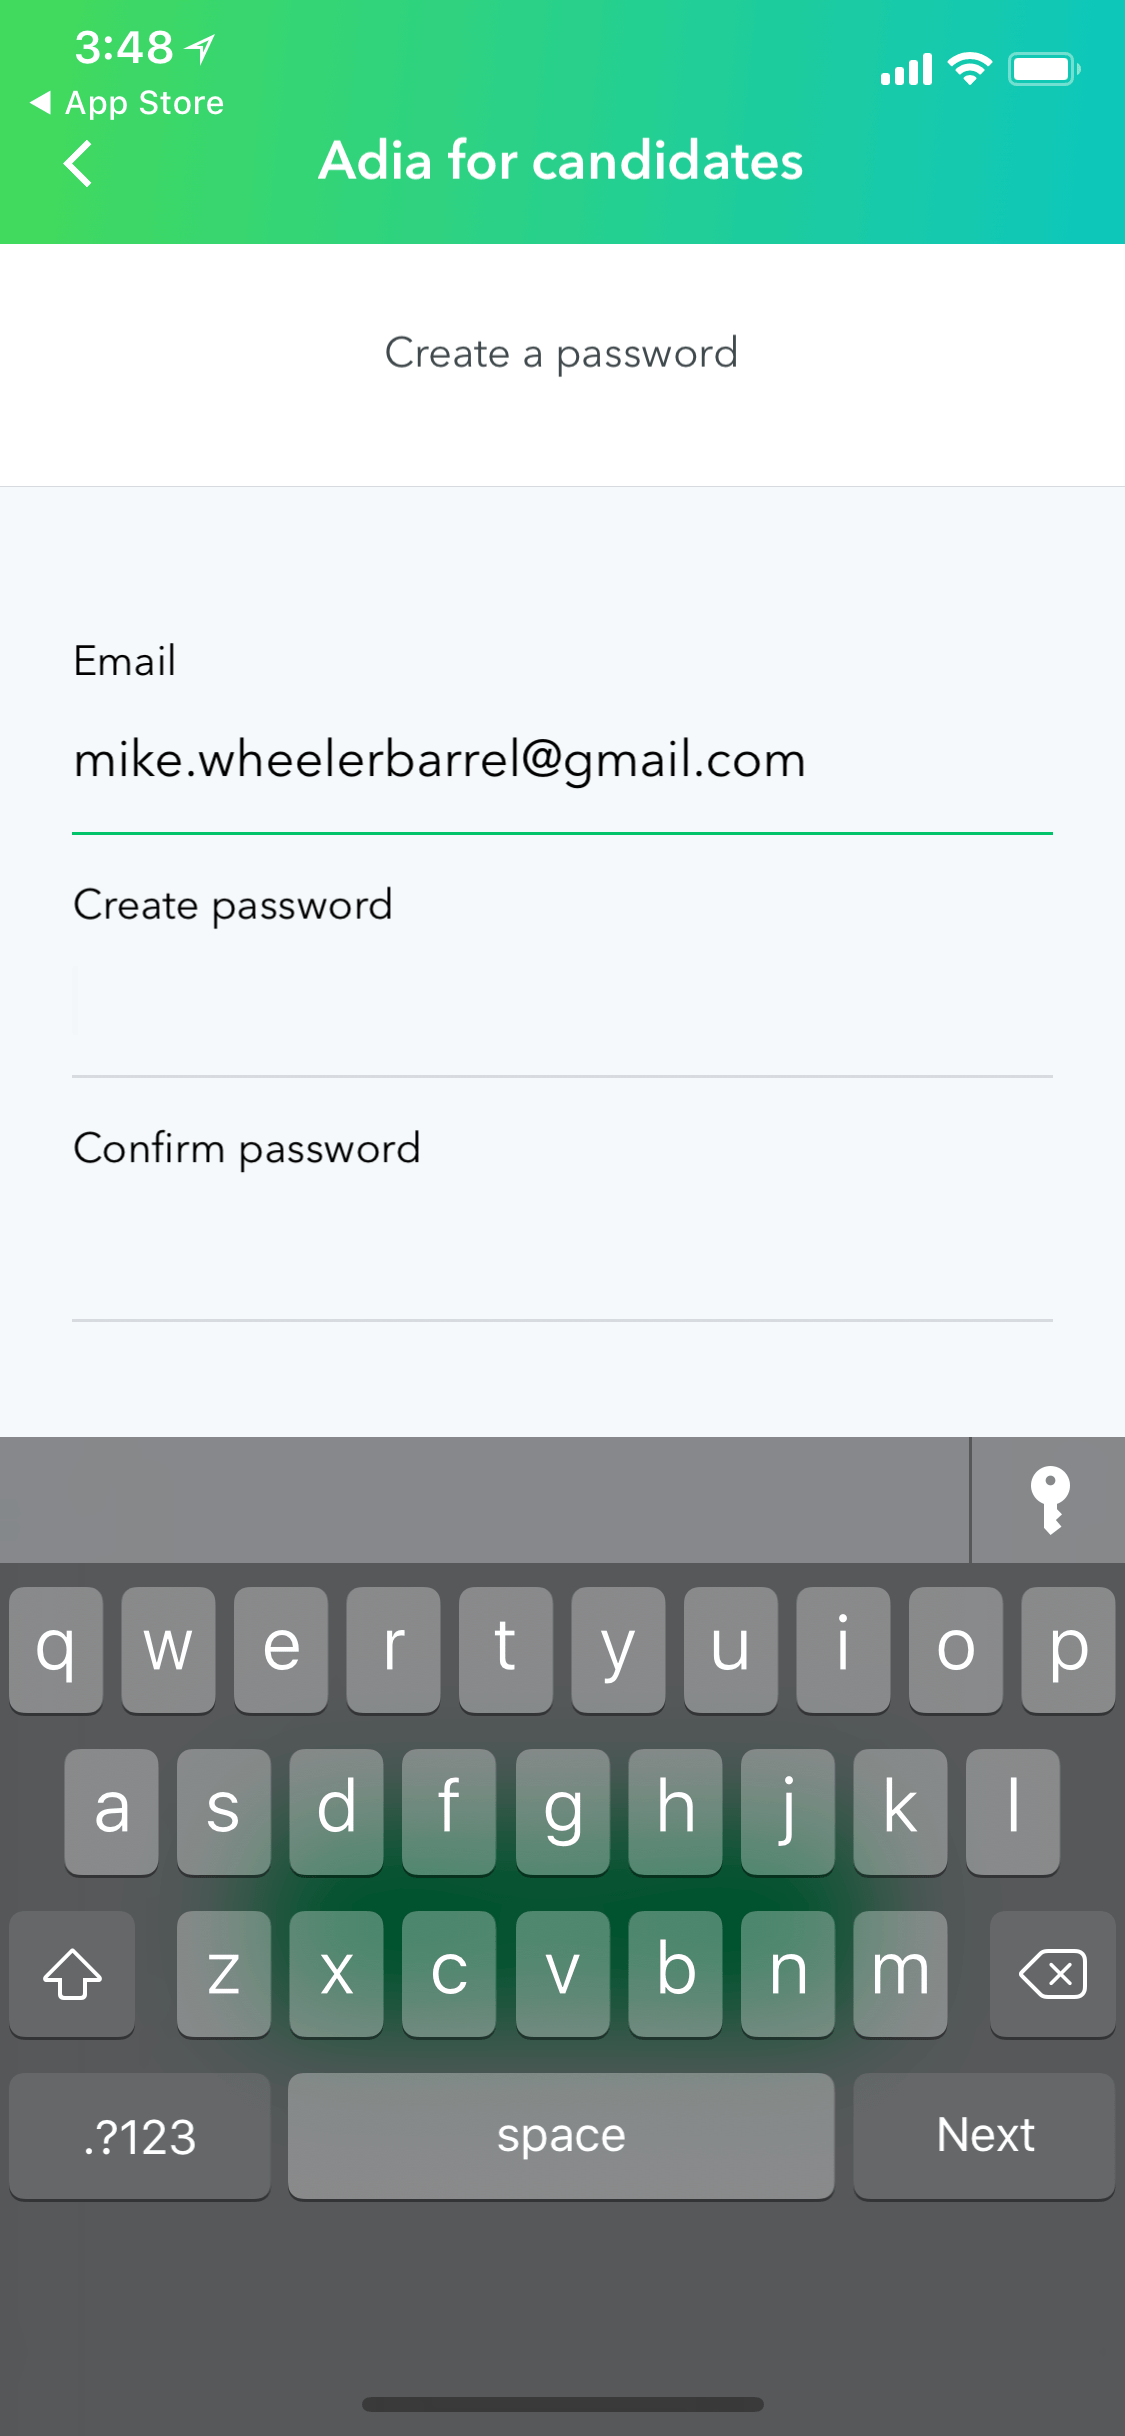 3:48
App Store
Adia for candidates
Create a password
Email
mike.wheelerbarrel@gmail.com
Create password
Confirm password
q w e r t y u i o p
a s d f g h j k l
z x c v b n m
.?123 space Next